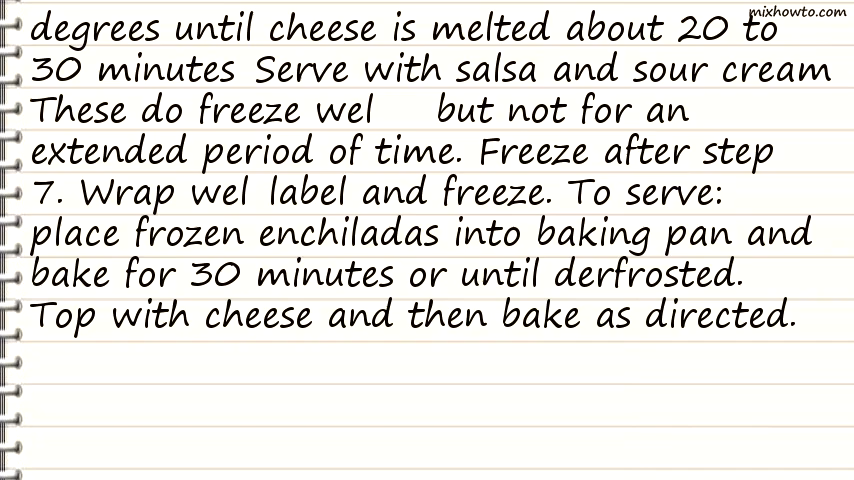 mixhowto.com
degrees until cheese is melted about 20 to
30 minutes Serve with salsa and sour cream
These do freeze wel but not for an
extended period of time. Freeze after step
7. Wrap wel label and freeze. To serve:
place frozen enchiladas into baking pan and
bake for 30 minutes or until derfrosted.
Top with cheese and then bake as directed.